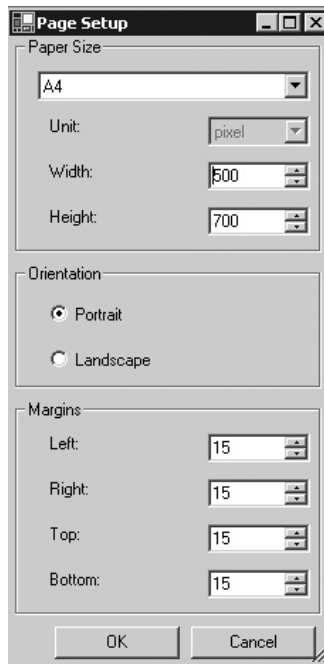 Page Setup
Paper Size
A4
Unit: pixel
Width: 500
Height: 700
Orientation
Portrait
Landscape
Margins
Left: 15
Right: 15
Top: 15
Bottom: 15
OK Cancel